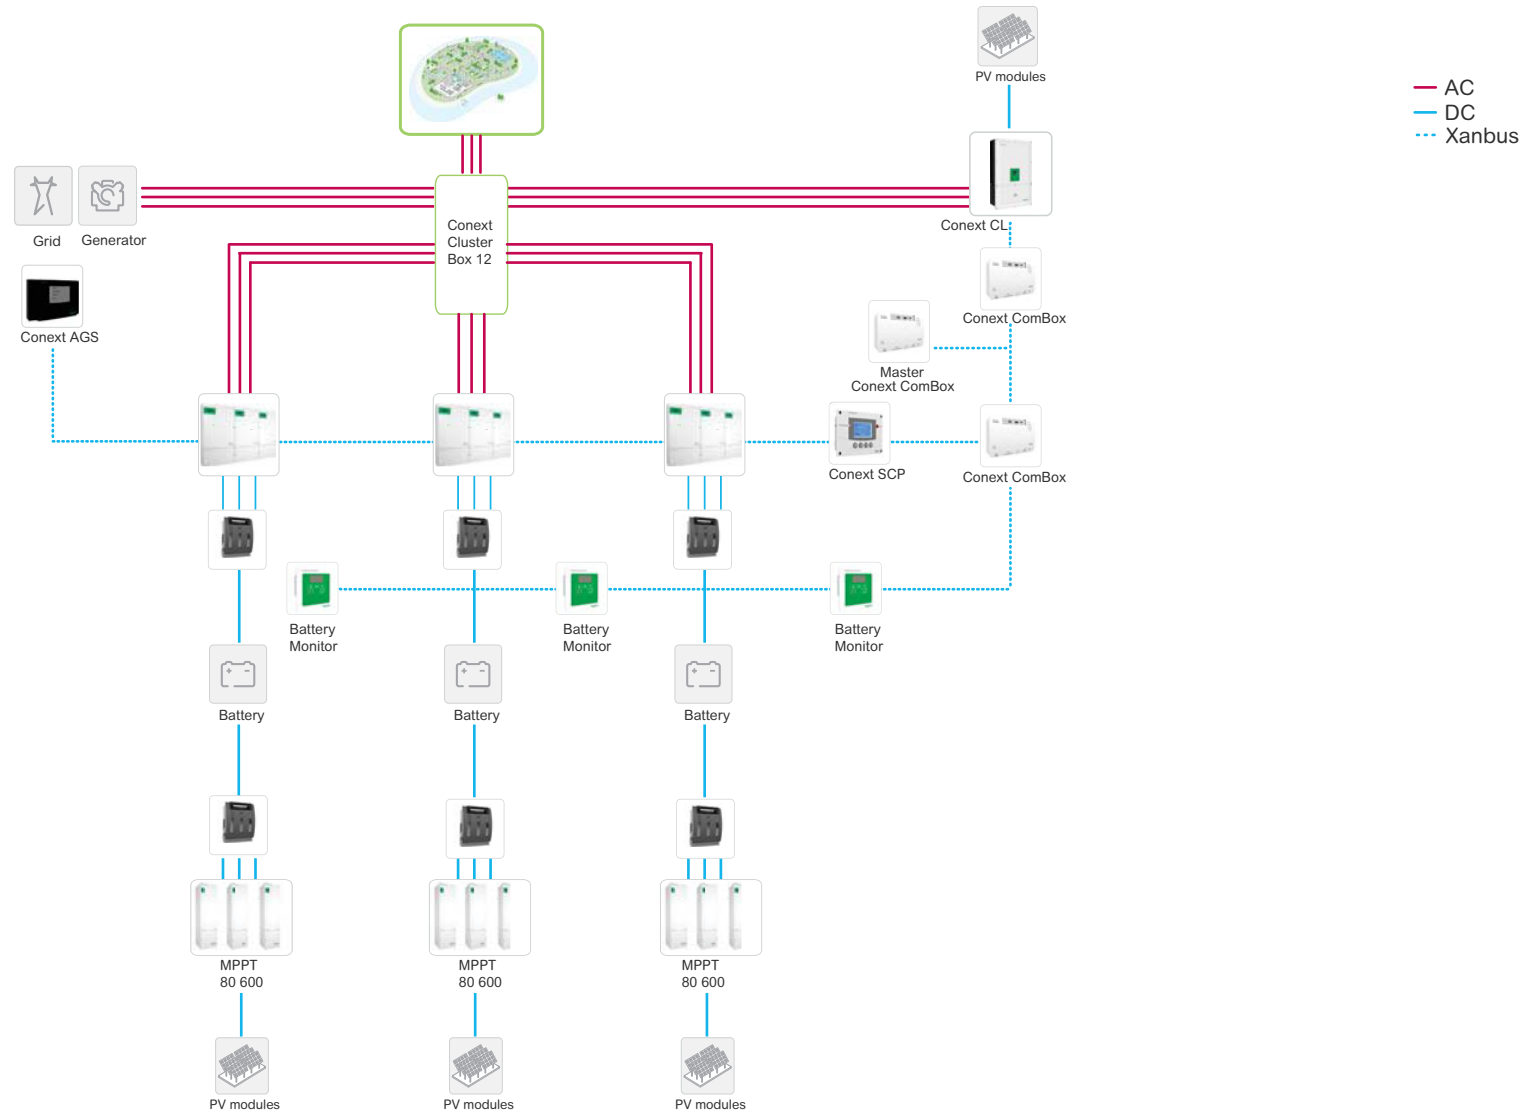 PV modules
AC
DC
Xanbus
Grid
Generator
Conext
Cluster
Box 12
Conext CL
Conext AGS
Conext ComBox
Master
Conext ComBox
Conext SCP
Conext ComBox
Battery
Monitor
Battery
Monitor
Battery
Monitor
Battery
Battery
Battery
MPPT
80 600
MPPT
80 600
MPPT
80 600
PV modules
PV modules
PV modules